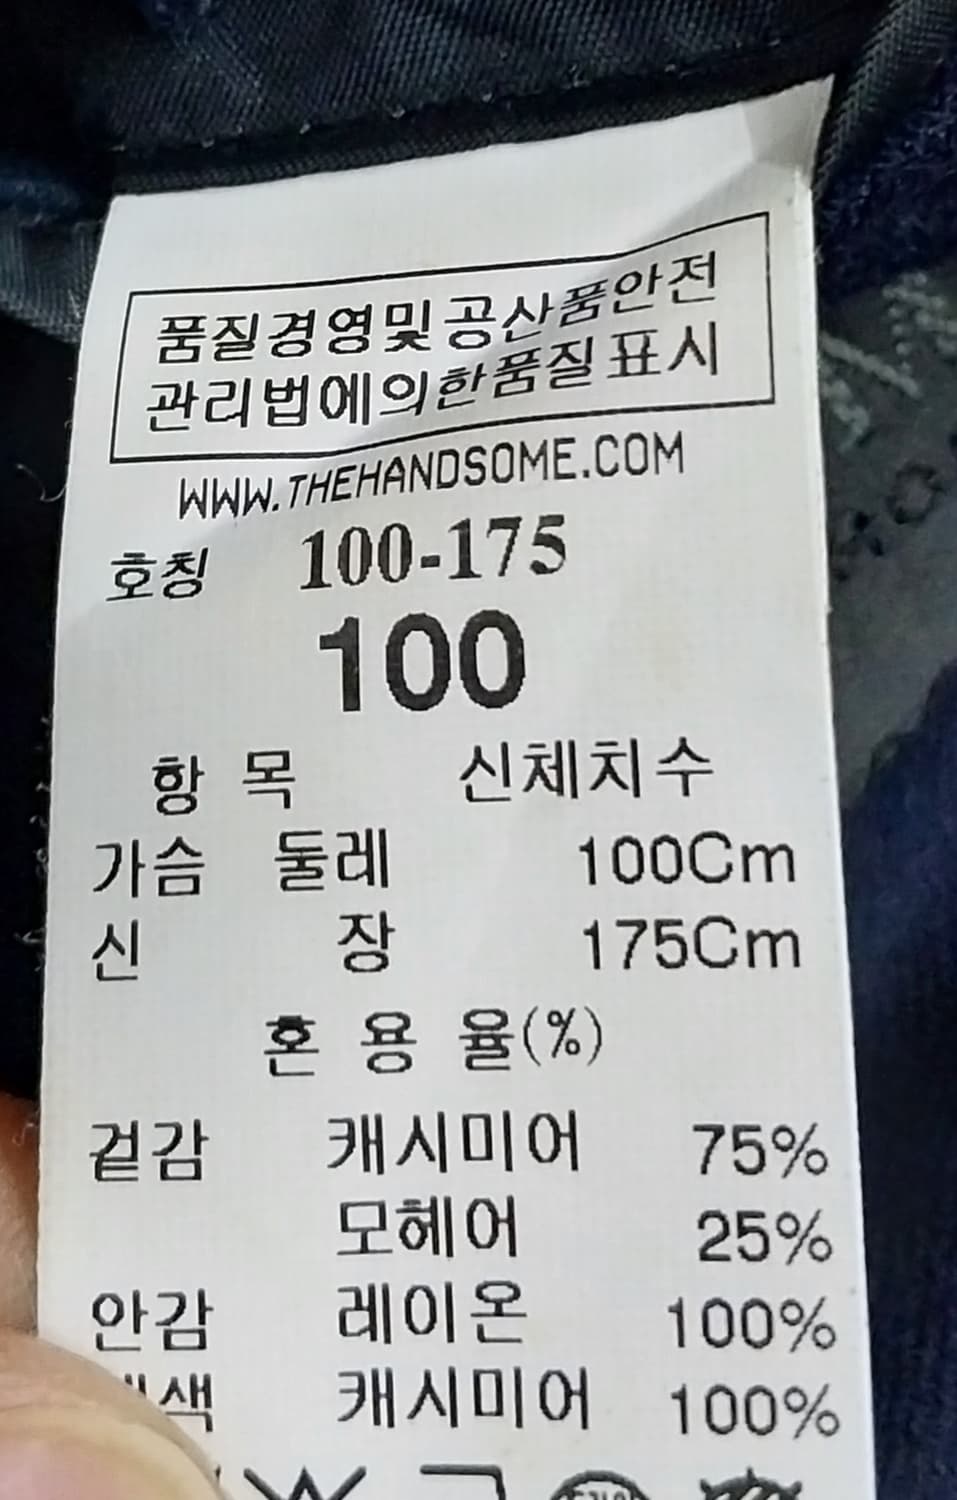 품질경영및공산품안전
관리법에의한품질표시
WWW.THEHANDSOME.COM
호칭 100-175
100
항 목 신체치수
가슴 둘레 100Cm
신 장 175Cm
혼 용 율(%)
겉감 캐시미어 75%
모헤어 25%
안감 레이온 100%
캐시미어 100%